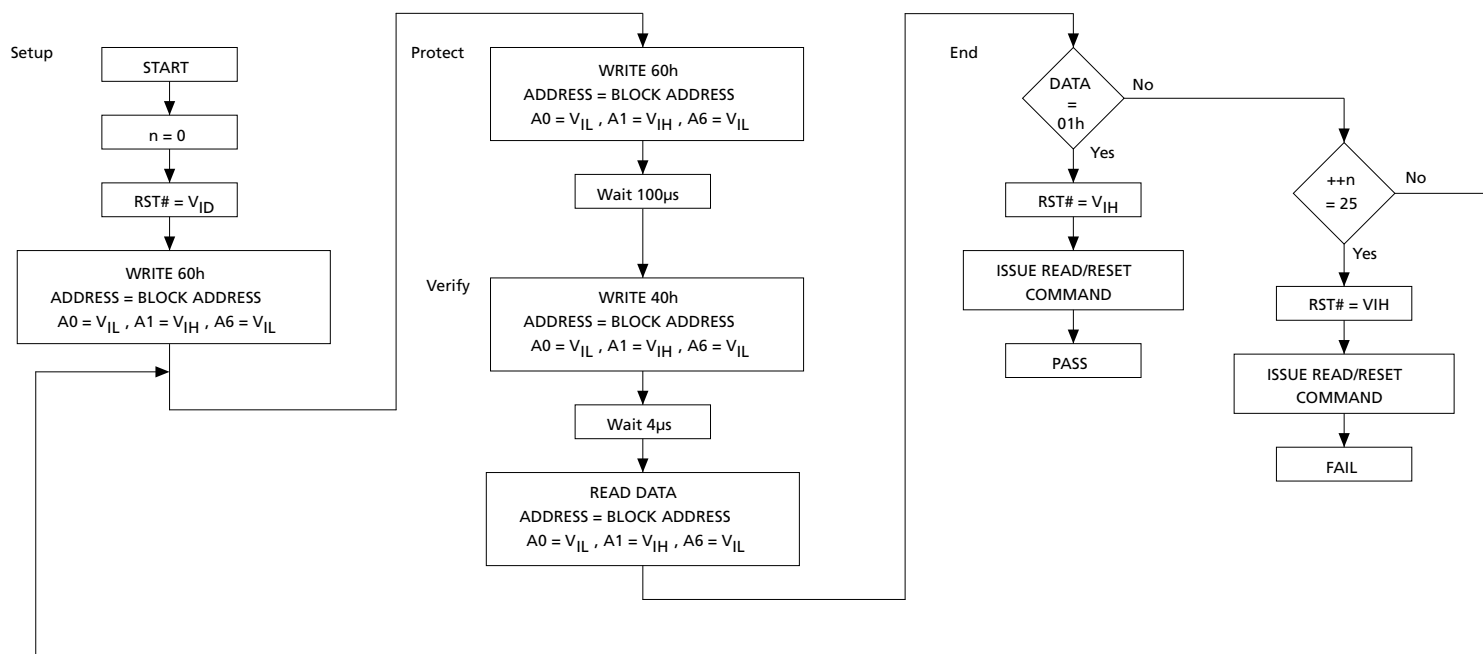 Setup
START
n = 0
RST# = VID
WRITE 60h
ADDRESS = BLOCK ADDRESS
A0 = VIL , A1 = VIH , A6 = VIL
Protect
WRITE 60h
ADDRESS = BLOCK ADDRESS
A0 = VIL , A1 = VIH , A6 = VIL
Wait 100µs
Verify
WRITE 40h
ADDRESS = BLOCK ADDRESS
A0 = VIL , A1 = VIH , A6 = VIL
Wait 4µs
READ DATA
ADDRESS = BLOCK ADDRESS
A0 = VIL , A1 = VIH , A6 = VIL
End
DATA
=
01h
No
Yes
RST# = VIH
ISSUE READ/RESET
COMMAND
PASS
++n
= 25
No
Yes
RST# = VIH
ISSUE READ/RESET
COMMAND
FAIL